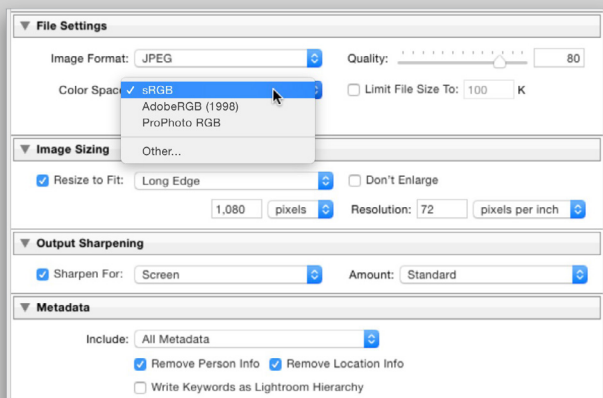 File Settings
Image Format: JPEG Quality: 80
Color Space sRGB Limit File Size To: 100 K
AdobeRGB (1998)
ProPhoto RGB
Other...
Image Sizing
Resize to Fit: Long Edge Don't Enlarge
1,080 pixels Resolution: 72 pixels per inch
Output Sharpening
Sharpen For: Screen Amount: Standard
Metadata
Include: All Metadata
Remove Person Info Remove Location Info
Write Keywords as Lightroom Hierarchy